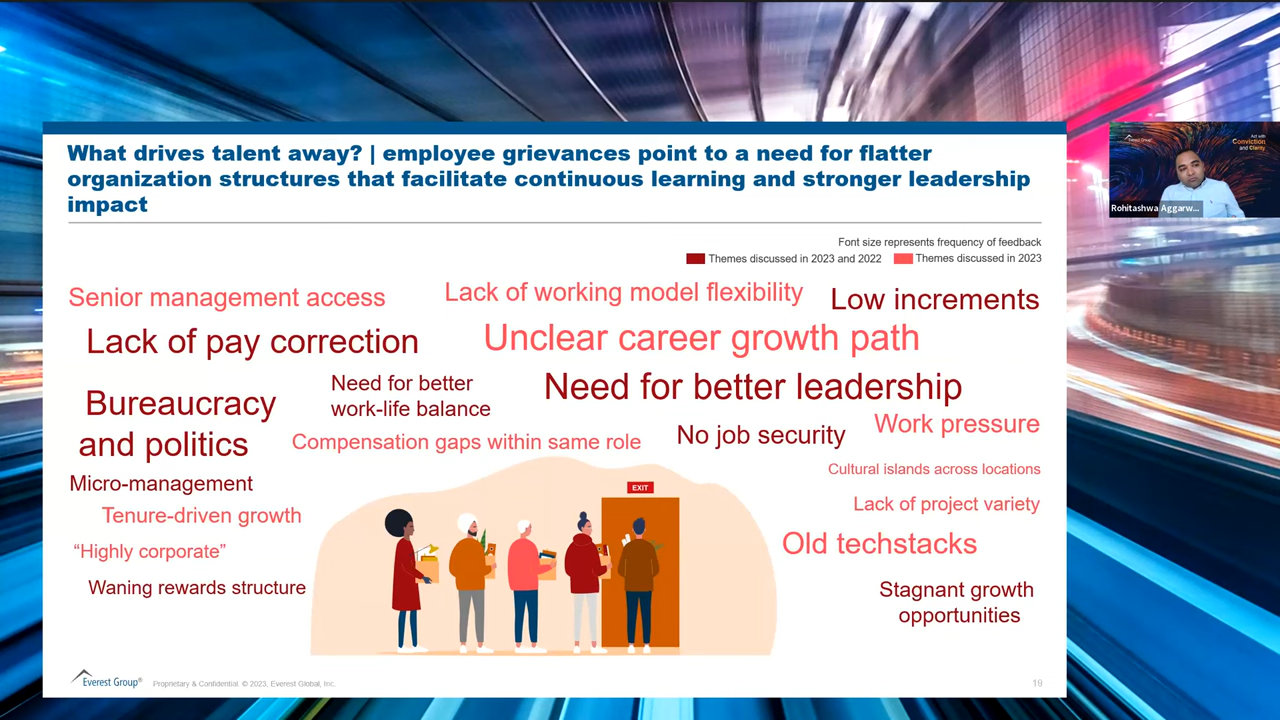 What drives talent away? | employee grievances point to a need for flatter
organization structures that facilitate continuous learning and stronger leadership
impact
Font size represents frequency of feedback
Themes discussed in 2023 and 2022
Themes discussed in 2023
Senior management access
Lack of working model flexibility
Low increments
Lack of pay correction
Unclear career growth path
Need for better
work-life balance
Need for better leadership
Bureaucracy
and politics
Compensation gaps within same role
No job security
Work pressure
Cultural islands across locations
Micro-management
Lack of project variety
Tenure-driven growth
Old techstacks
“Highly corporate”
Waning rewards structure
Stagnant growth
opportunities
EXIT
Everest Group®
Proprietary & Confidential. © 2023, Everest Global, Inc.
19
Everest Group
Act with
Conviction
and Clarity
Rohitashwa Aggarw...